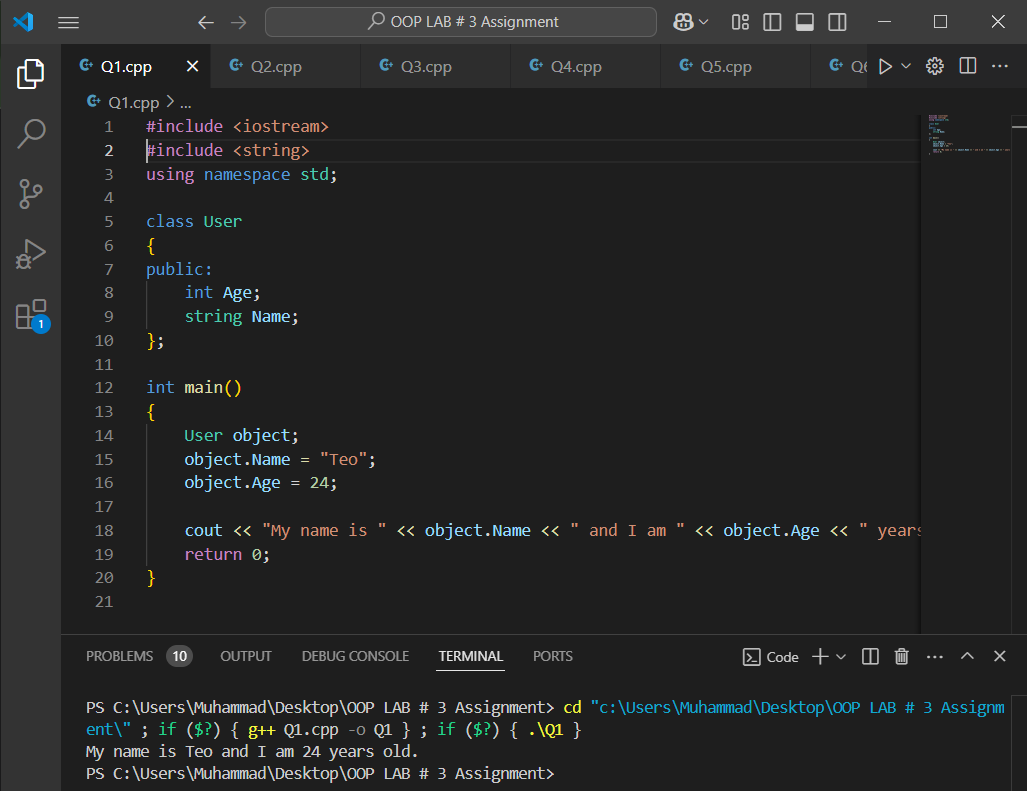 OOP LAB # 3 Assignment
Q1.cpp Q2.cpp Q3.cpp Q4.cpp Q5.cpp Q6
Q1.cpp > ...
1 #include <iostream>
2 #include <string>
3 using namespace std;
4
5 class User
6 {
7 public:
8 int Age;
9 string Name;
10 };
11
12 int main()
13 {
14 User object;
15 object.Name = "Teo";
16 object.Age = 24;
17
18 cout << "My name is " << object.Name << " and I am " << object.Age << " years
19 return 0;
20 }
21
1
PROBLEMS 10 OUTPUT DEBUG CONSOLE TERMINAL PORTS Code
PS C:\Users\Muhammad\Desktop\OOP LAB # 3 Assignment> cd "c:\Users\Muhammad\Desktop\OOP LAB # 3 Assignm
ent\" ; if ($?) { g++ Q1.cpp -o Q1 } ; if ($?) { .\Q1 }
My name is Teo and I am 24 years old.
PS C:\Users\Muhammad\Desktop\OOP LAB # 3 Assignment>